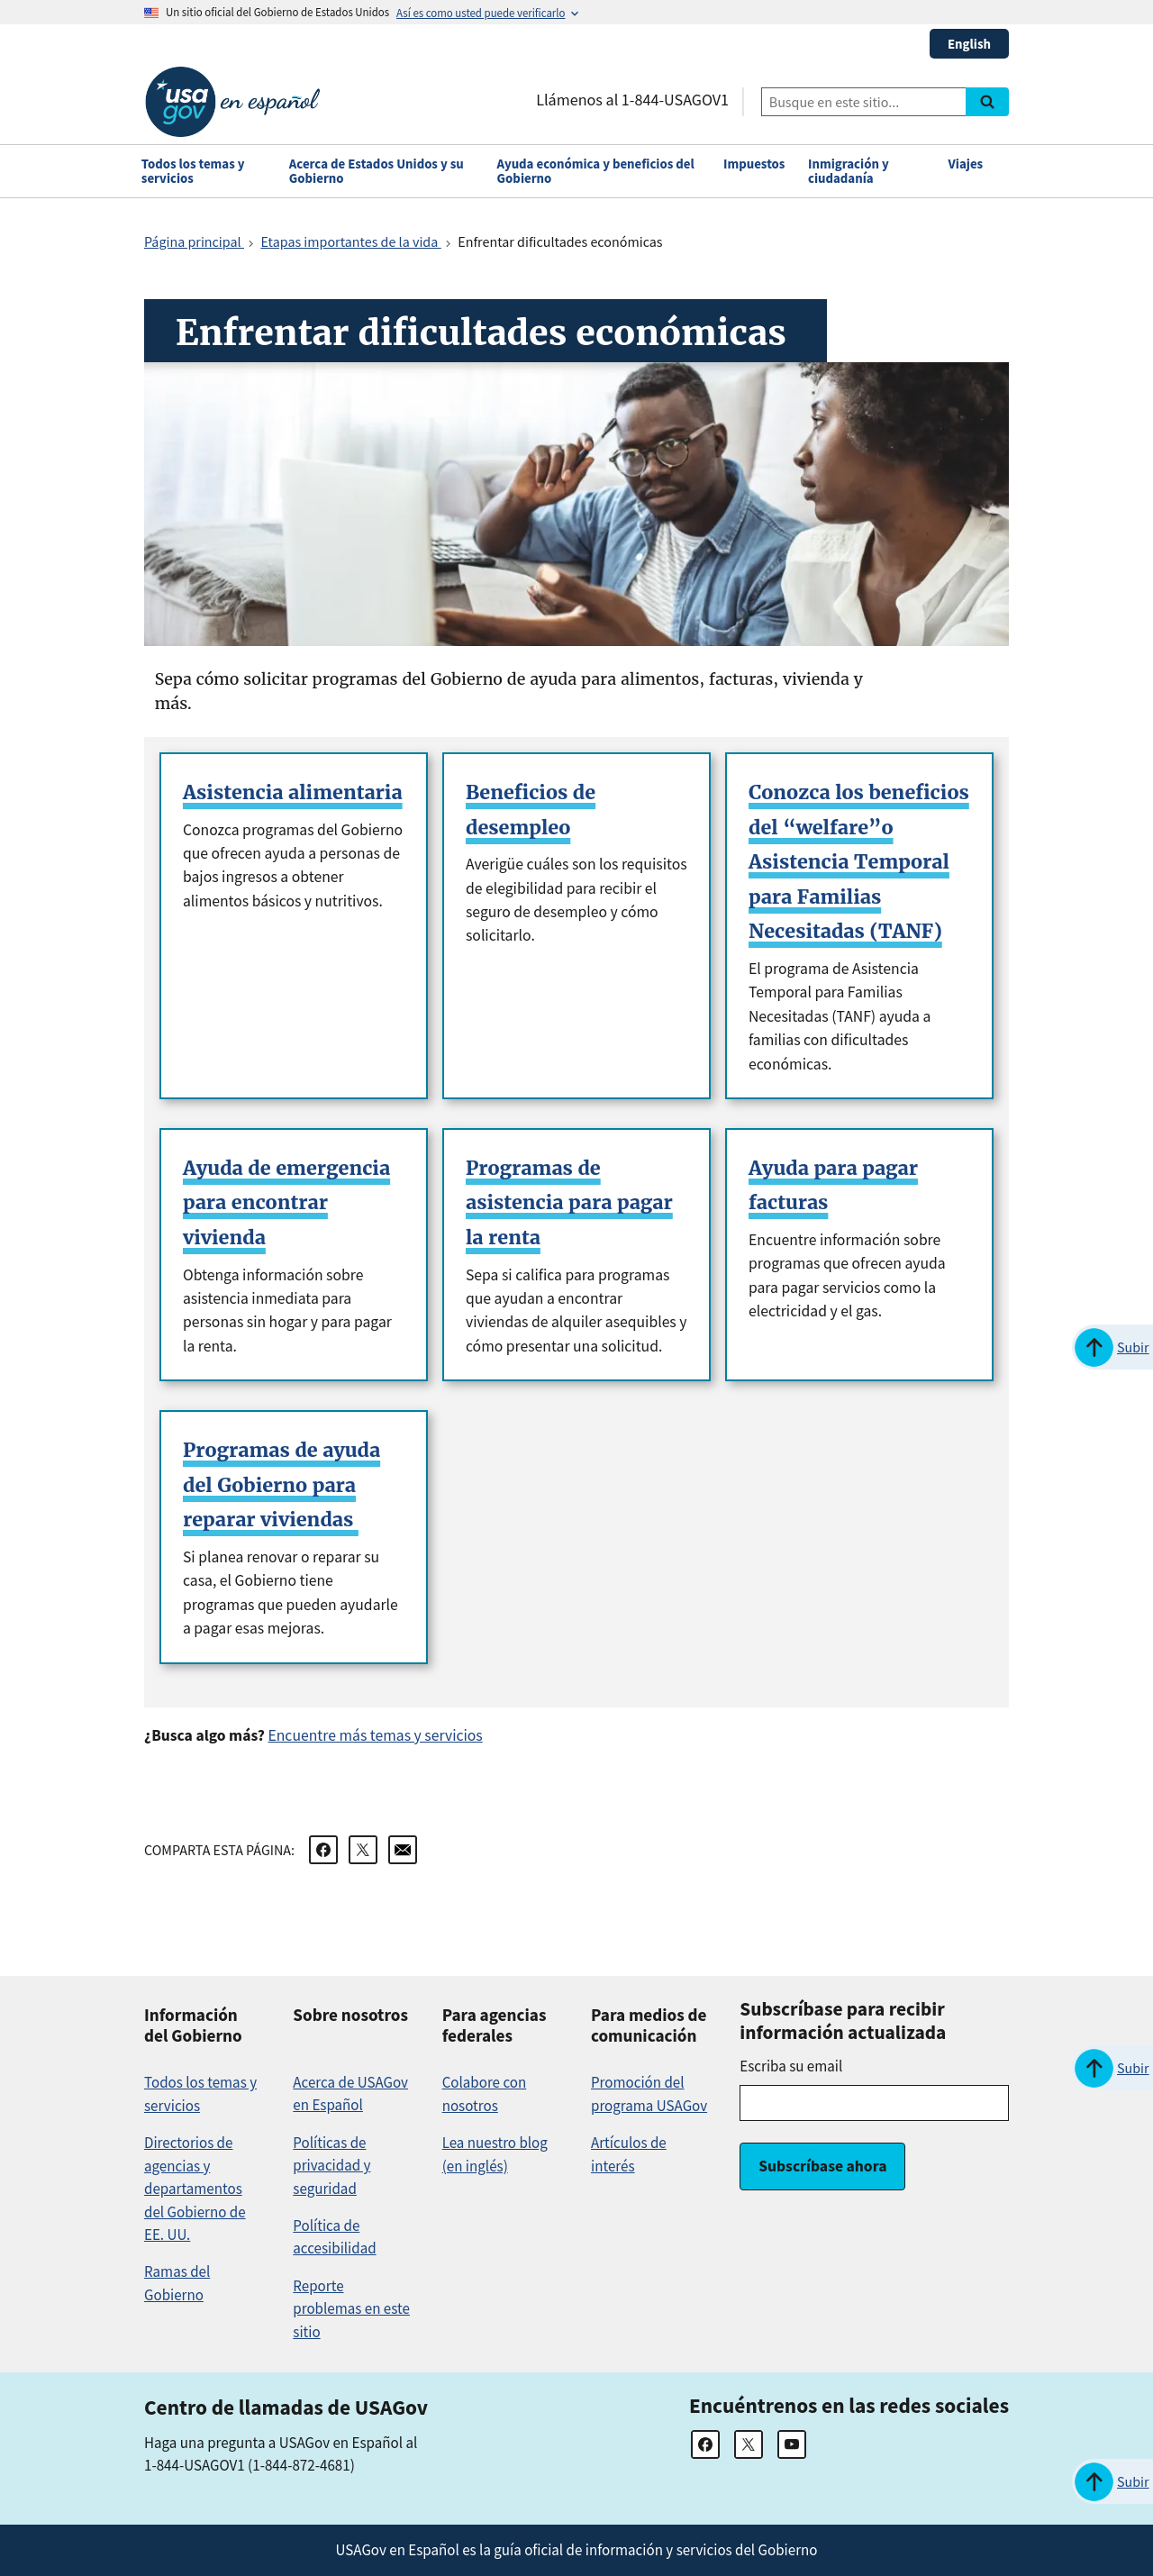 Un sitio oficial del Gobierno de Estados Unidos Así es como usted puede verificarlo
English
usa gov en español
Llámenos al 1-844-USAGOV1
Busque en este sitio...
Todos los temas y servicios
Acerca de Estados Unidos y su Gobierno
Ayuda económica y beneficios del Gobierno
Impuestos
Inmigración y ciudadanía
Viajes
Página principal › Etapas importantes de la vida › Enfrentar dificultades económicas
Enfrentar dificultades económicas
Sepa cómo solicitar programas del Gobierno de ayuda para alimentos, facturas, vivienda y
más.
Asistencia alimentaria
Conozca programas del Gobierno
que ofrecen ayuda a personas de
bajos ingresos a obtener
alimentos básicos y nutritivos.
Beneficios de
desempleo
Averigüe cuáles son los requisitos
de elegibilidad para recibir el
seguro de desempleo y cómo
solicitarlo.
Conozca los beneficios
del “welfare”o
Asistencia Temporal
para Familias
Necesitadas (TANF)
El programa de Asistencia
Temporal para Familias
Necesitadas (TANF) ayuda a
familias con dificultades
económicas.
Ayuda de emergencia
para encontrar
vivienda
Obtenga información sobre
asistencia inmediata para
personas sin hogar y para pagar
la renta.
Programas de
asistencia para pagar
la renta
Sepa si califica para programas
que ayudan a encontrar
viviendas de alquiler asequibles y
cómo presentar una solicitud.
Ayuda para pagar
facturas
Encuentre información sobre
programas que ofrecen ayuda
para pagar servicios como la
electricidad y el gas.
Subir
Programas de ayuda
del Gobierno para
reparar viviendas
Si planea renovar o reparar su
casa, el Gobierno tiene
programas que pueden ayudarle
a pagar esas mejoras.
¿Busca algo más? Encuentre más temas y servicios
COMPARTA ESTA PÁGINA:
Información
del Gobierno
Todos los temas y
servicios
Directorios de
agencias y
departamentos
del Gobierno de
EE. UU.
Ramas del
Gobierno
Sobre nosotros
Acerca de USAGov
en Español
Políticas de
privacidad y
seguridad
Política de
accesibilidad
Reporte
problemas en este
sitio
Para agencias
federales
Colabore con
nosotros
Lea nuestro blog
(en inglés)
Para medios de
comunicación
Promoción del
programa USAGov
Artículos de
interés
Subscríbase para recibir
información actualizada
Escriba su email
Subscríbase ahora
Subir
Centro de llamadas de USAGov
Haga una pregunta a USAGov en Español al
1-844-USAGOV1 (1-844-872-4681)
Encuéntrenos en las redes sociales
Subir
USAGov en Español es la guía oficial de información y servicios del Gobierno